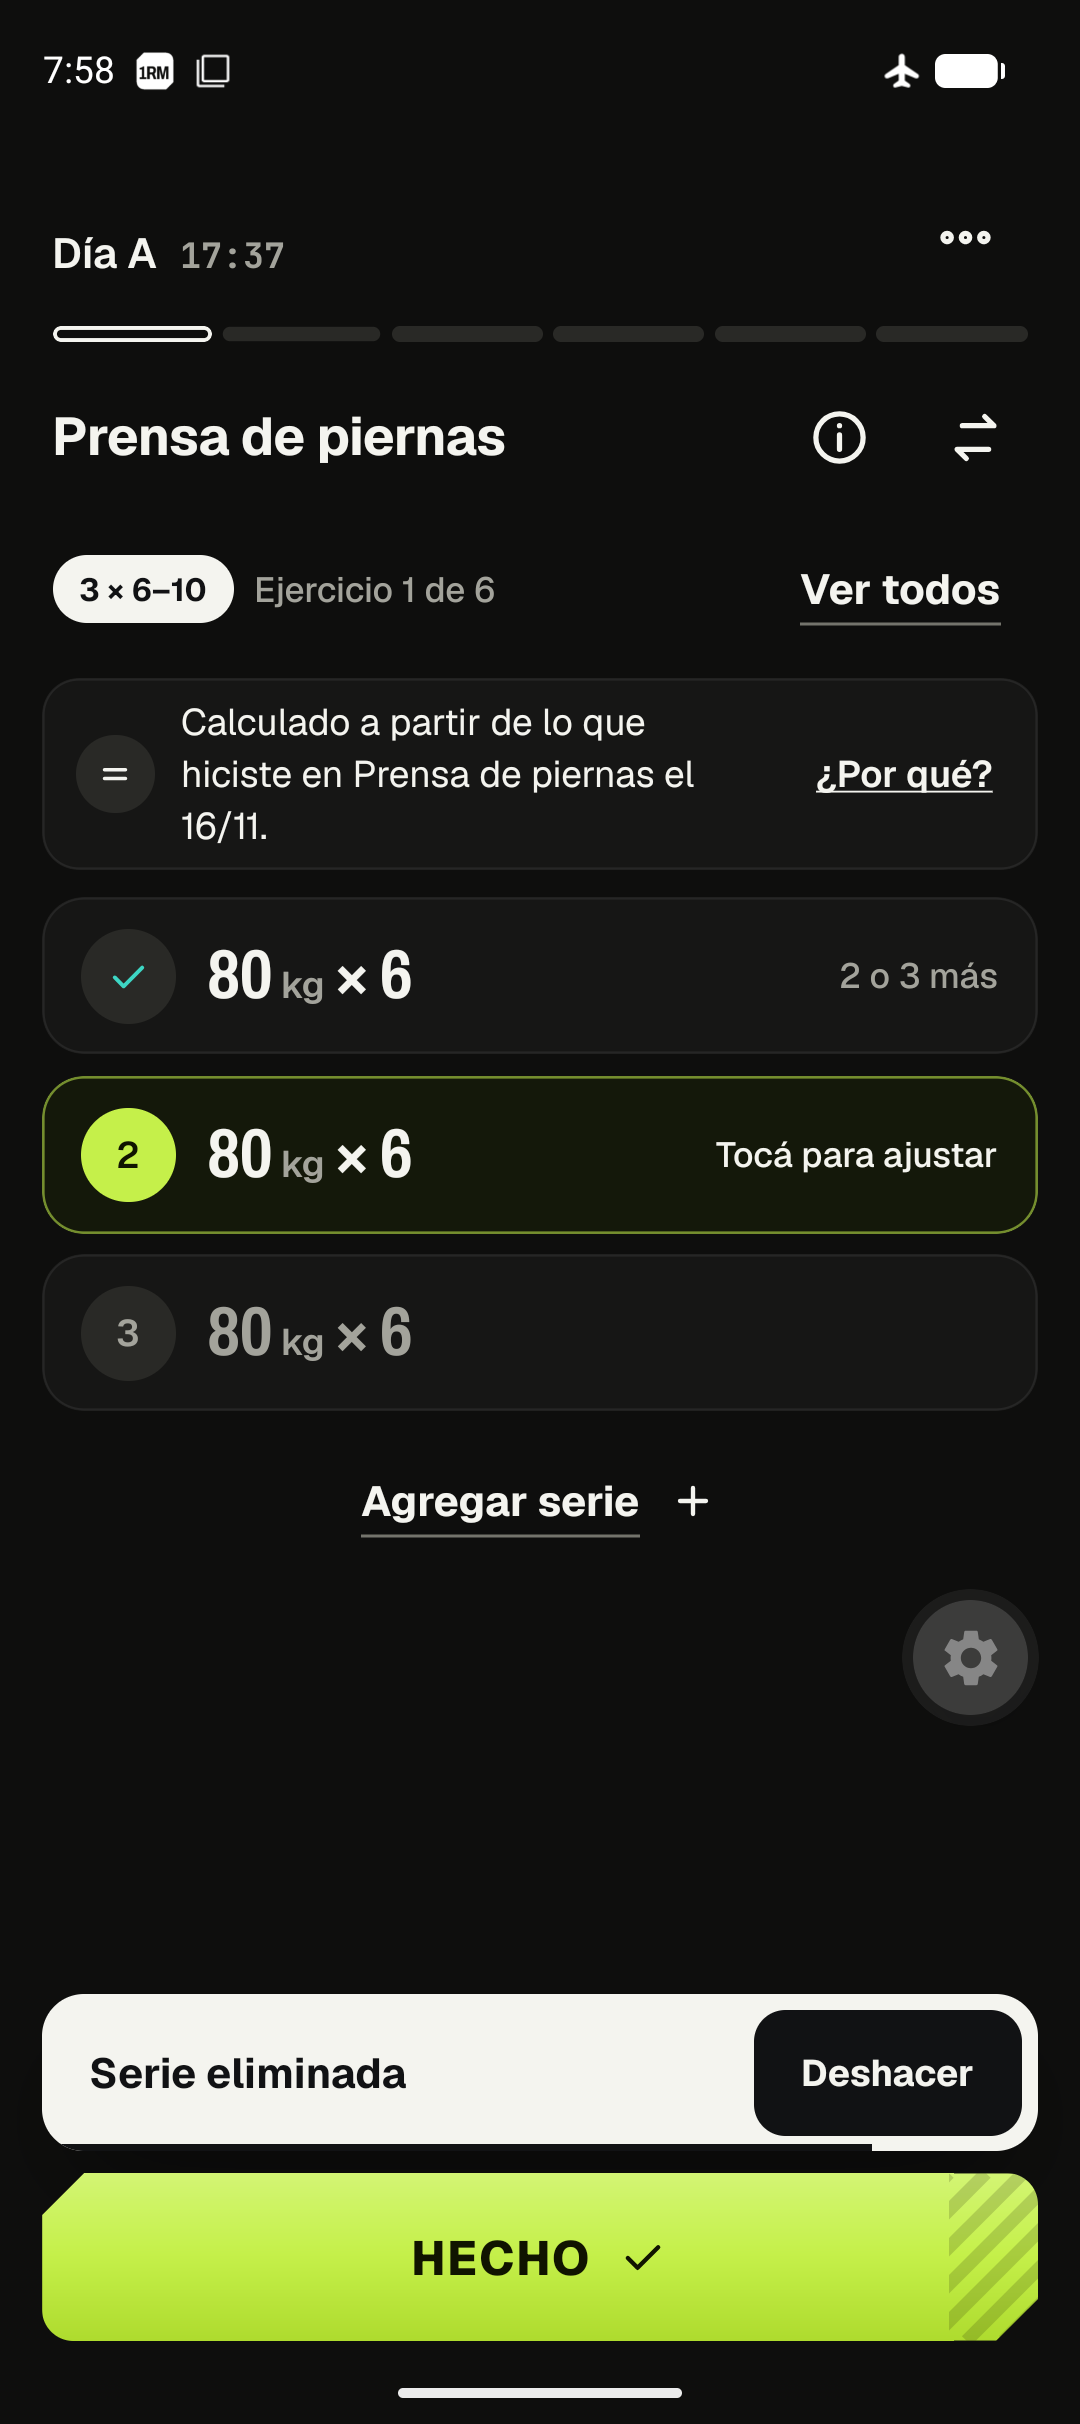 7:58 1RM
Día A 17:37
Prensa de piernas
3 × 6–10 Ejercicio 1 de 6 Ver todos
Calculado a partir de lo que
hiciste en Prensa de piernas el
16/11.
¿Por qué?
80 kg × 6 2 o 3 más
2 80 kg × 6 Tocá para ajustar
3 80 kg × 6
Agregar serie +
Serie eliminada Deshacer
HECHO